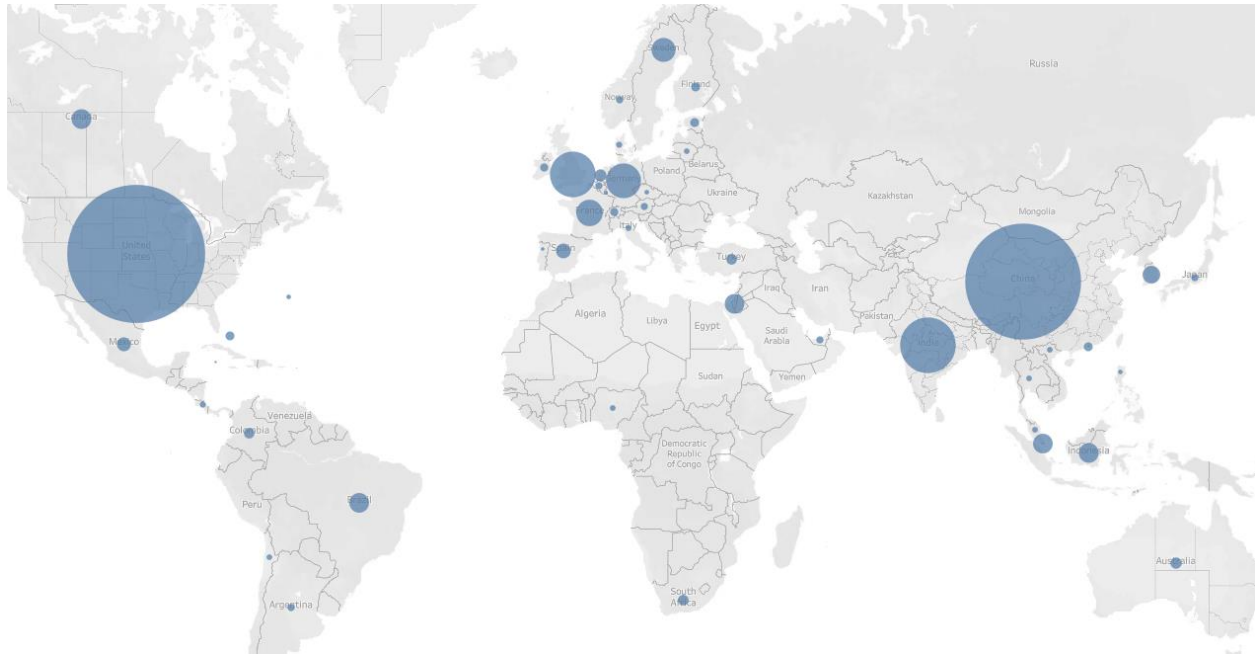 Sweden
Russia
Finland
Norway
Canada
Belarus
Poland
Germany
Ukraine
Kazakhstan
France
Mongolia
Italy
United
States
Spain
Turkey
China
Japan
Iraq
Iran
Algeria
Libya
Egypt
Pakistan
Saudi
Arabia
Mexico
India
Sudan
Yemen
Venezuela
Colombia
Democratic
Republic
of Congo
Indonesia
Peru
Brazil
Australia
South
Africa
Argentina